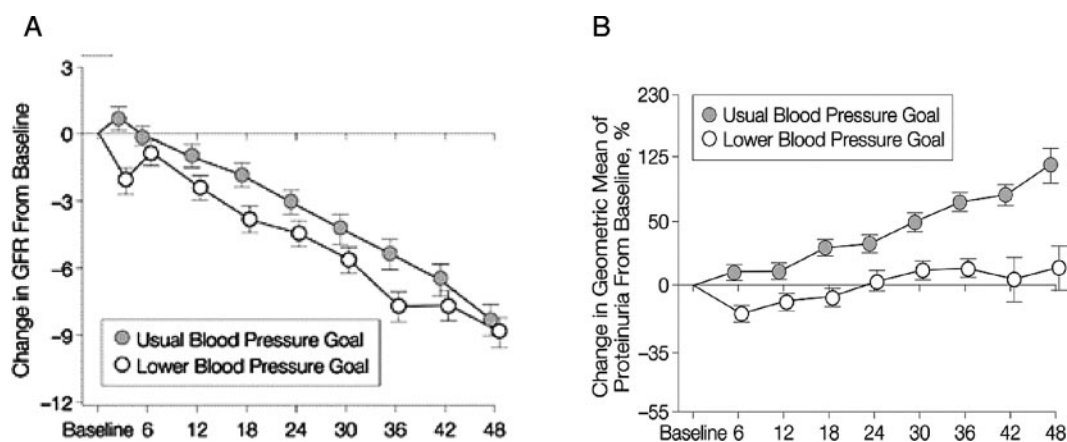 A
Change in GFR From Baseline
3
0
−3
−6
−9
−12
Usual Blood Pressure Goal
Lower Blood Pressure Goal
Baseline 6 12 18 24 30 36 42 48
B
Change in Geometric Mean of
Proteinuria From Baseline, %
230
125
50
0
−35
−55
Usual Blood Pressure Goal
Lower Blood Pressure Goal
Baseline 6 12 18 24 30 36 42 48